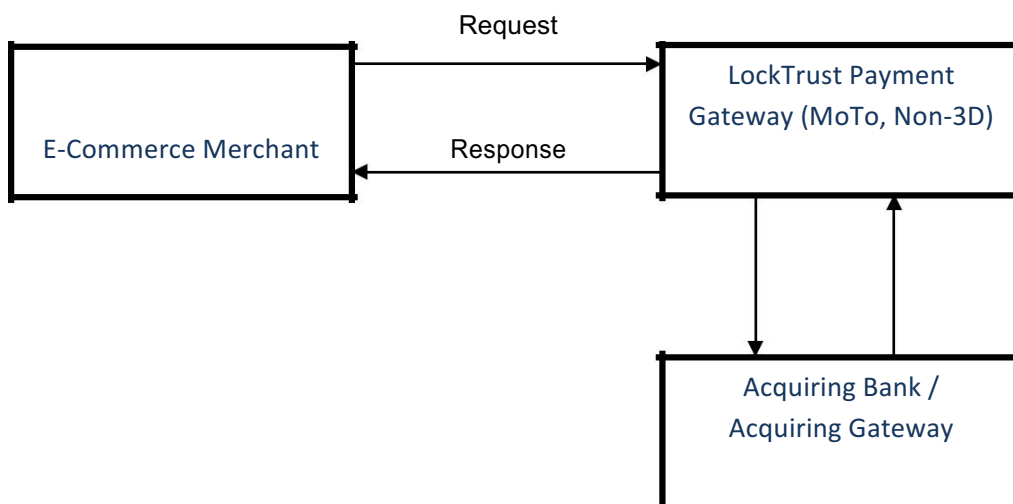 Request
LockTrust Payment
Gateway (MoTo, Non-3D)
E-Commerce Merchant
Response
Acquiring Bank /
Acquiring Gateway